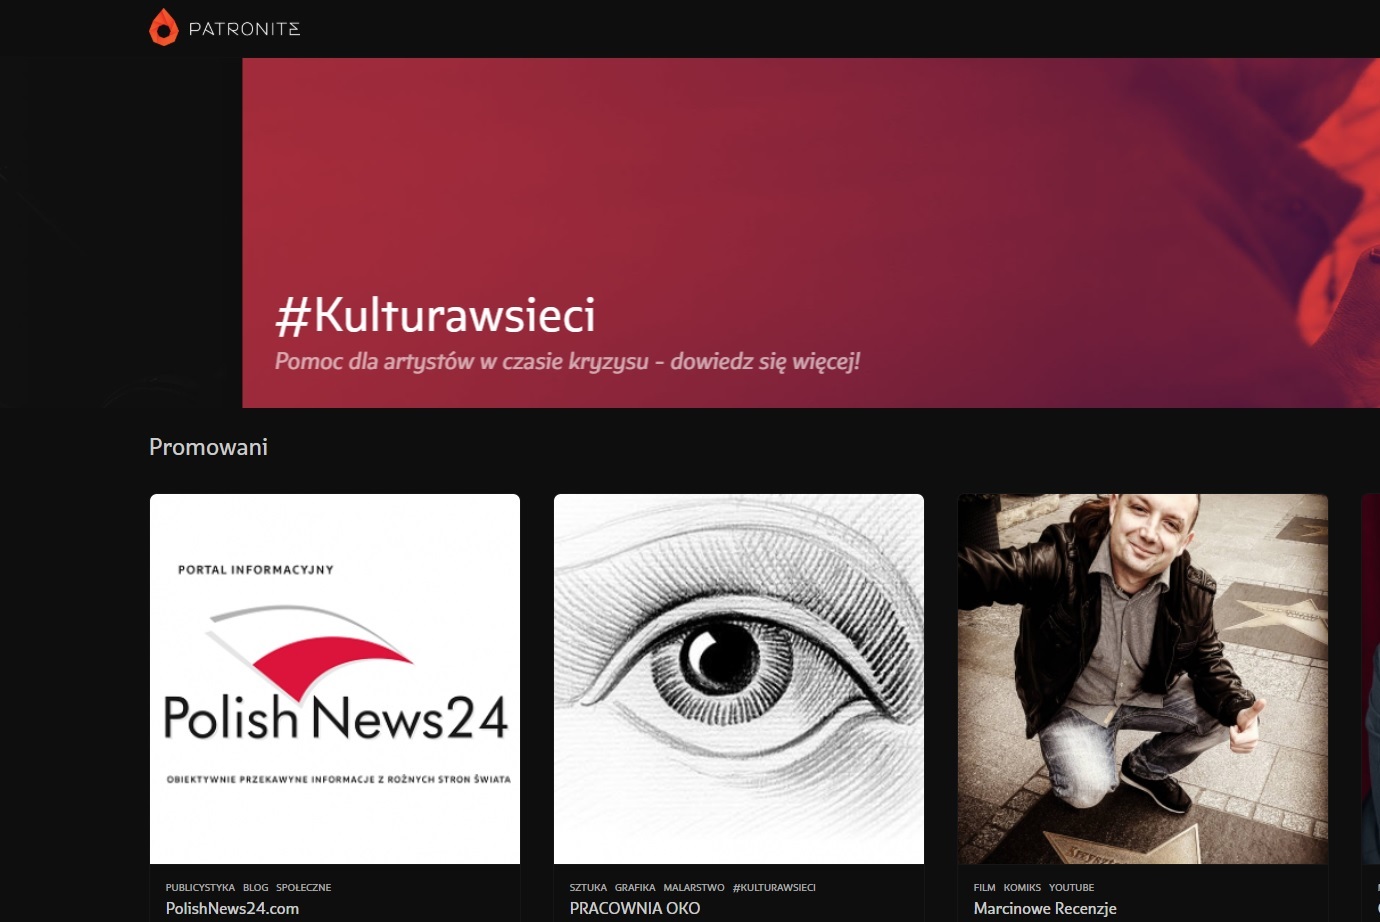 PATRONITE
#Kulturawsieci
Pomoc dla artystów w czasie kryzysu - dowiedz się więcej!
Promowani
PORTAL INFORMACYJNY
Polish News24
OBIEKTYWNIE PRZEKAWYNE INFORMACJE Z ROŻNYCH STRON ŚWIATA
PUBLICYSTYKA BLOG SPOŁECZNE
PolishNews24.com
SZTUKA GRAFIKA MALARSTWO #KULTURAWSIECI
PRACOWNIA OKO
FILM KOMIKS YOUTUBE
Marcinowe Recenzje